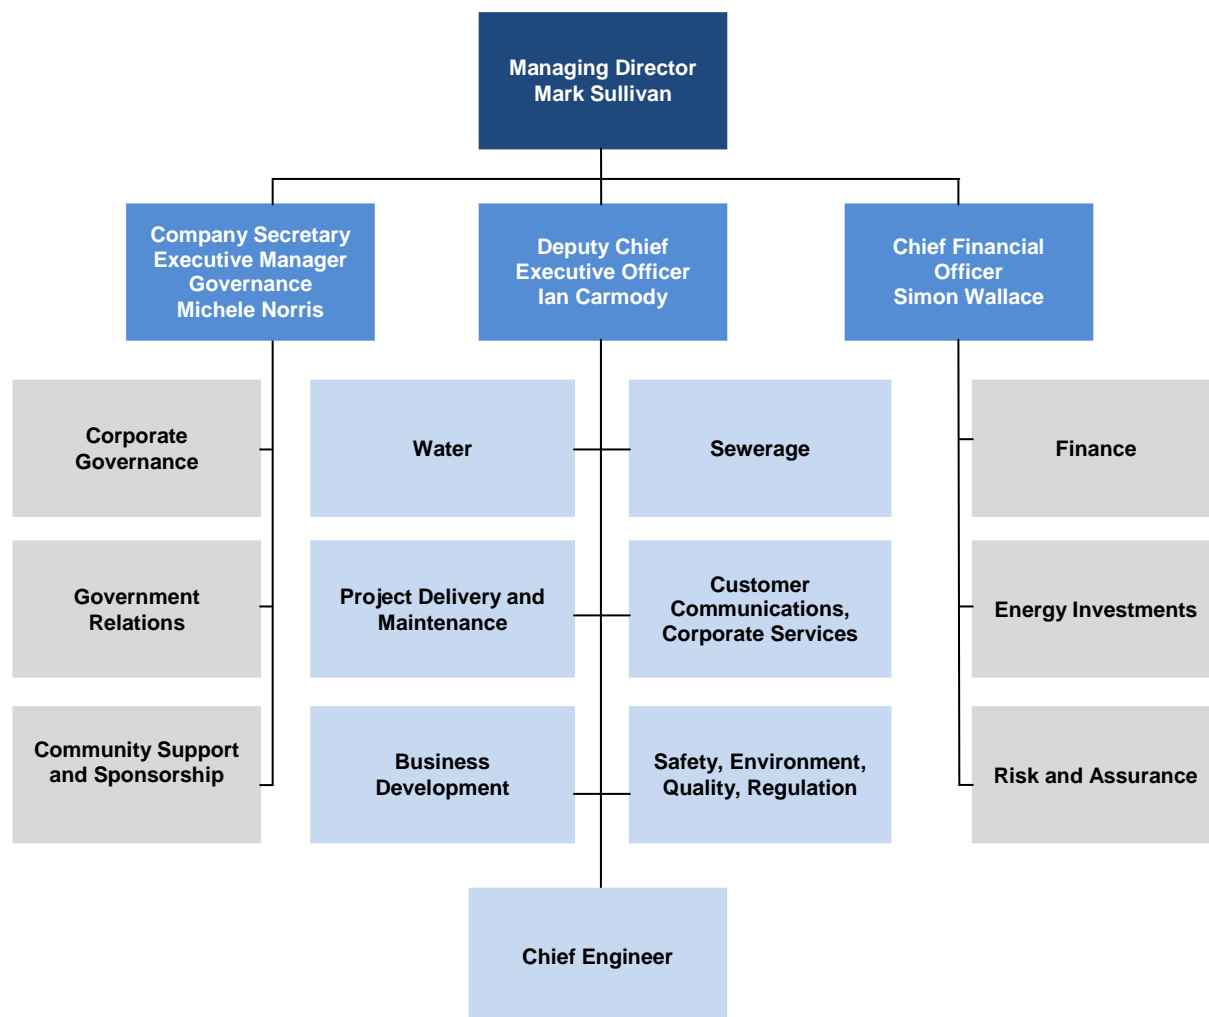 Managing Director
Mark Sullivan
Company Secretary
Executive Manager
Governance
Michele Norris
Deputy Chief
Executive Officer
Ian Carmody
Chief Financial
Officer
Simon Wallace
Corporate
Governance
Water
Sewerage
Finance
Government
Relations
Project Delivery and
Maintenance
Customer
Communications,
Corporate Services
Energy Investments
Community Support
and Sponsorship
Business
Development
Safety, Environment,
Quality, Regulation
Risk and Assurance
Chief Engineer